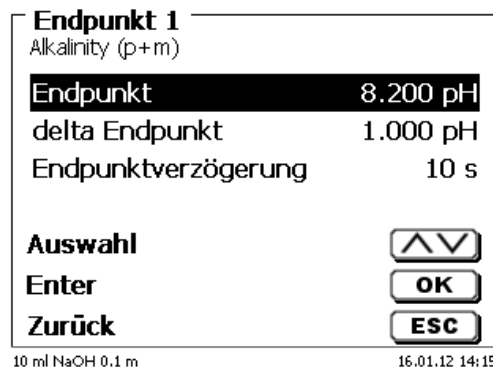 Endpunkt 1
Alkalinity (p+m)
Endpunkt 8.200 pH
delta Endpunkt 1.000 pH
Endpunktverzögerung 10 s
Auswahl
Enter OK
Zurück ESC
10 ml NaOH 0.1 m 16.01.12 14:15